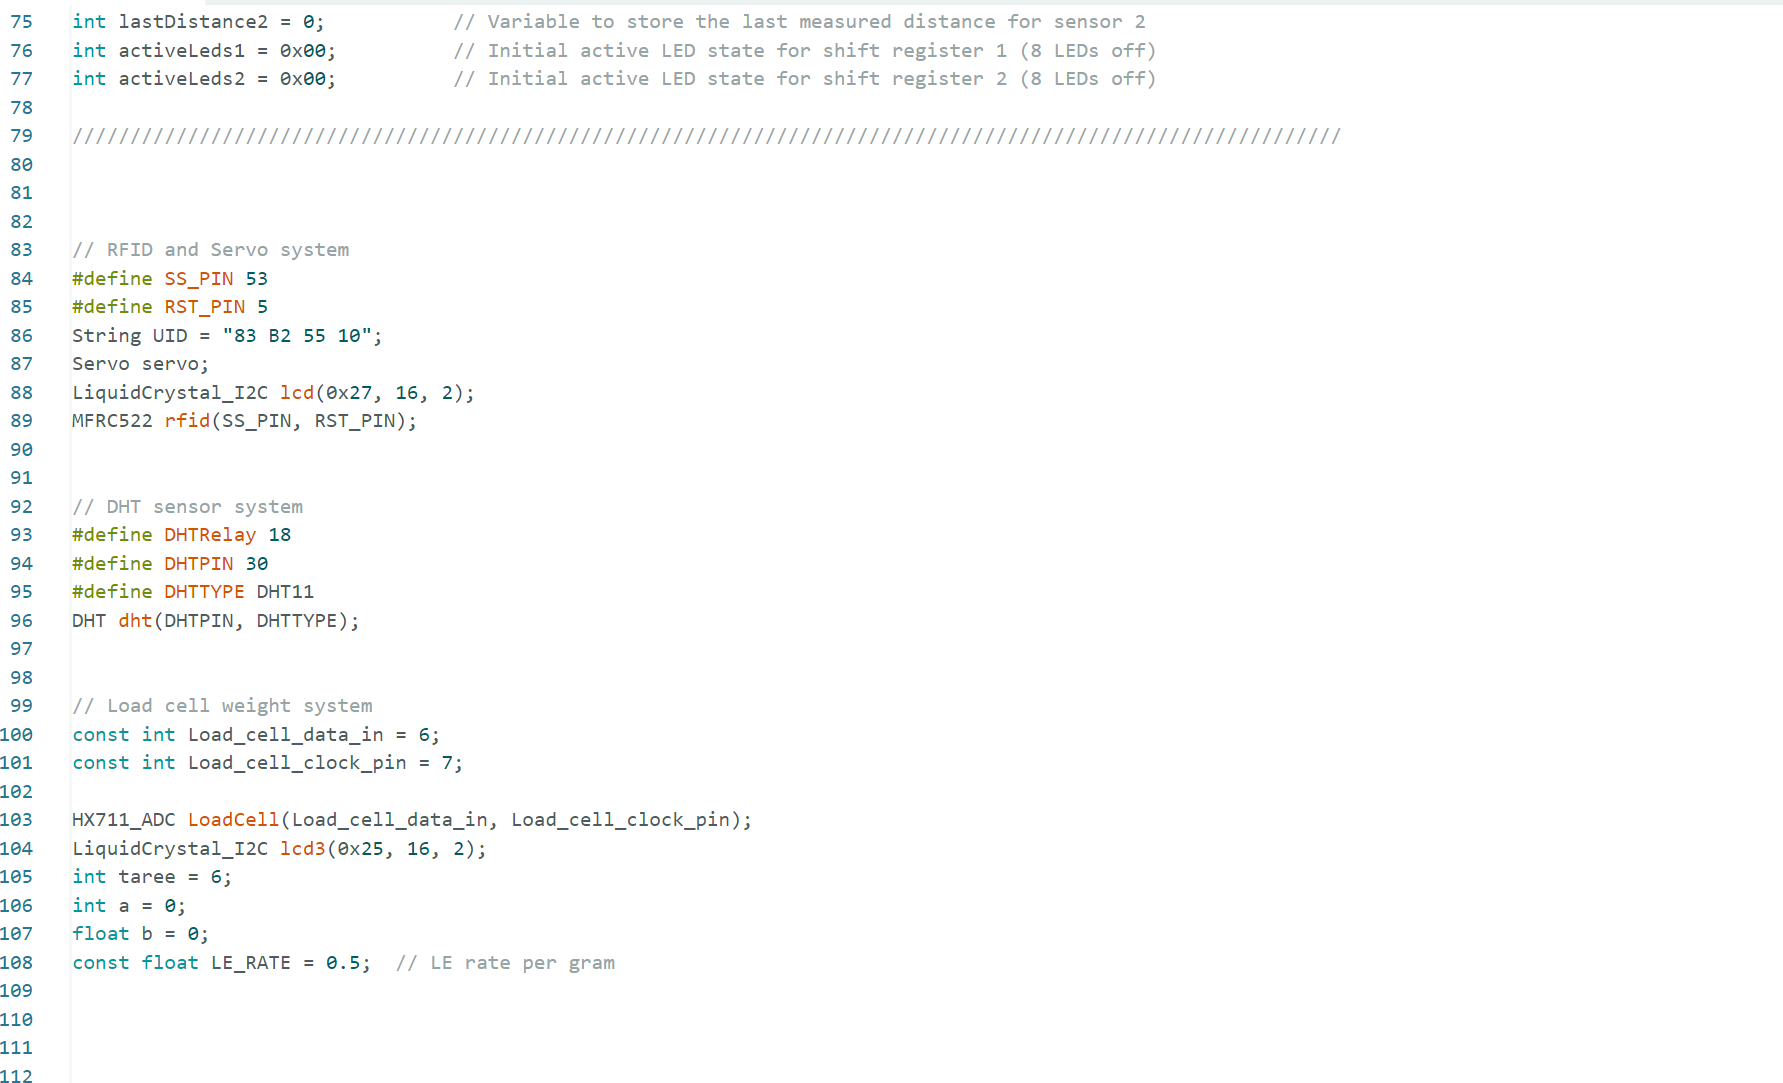 75 int lastDistance2 = 0; // Variable to store the last measured distance for sensor 2
76 int activeLeds1 = 0x00; // Initial active LED state for shift register 1 (8 LEDs off)
77 int activeLeds2 = 0x00; // Initial active LED state for shift register 2 (8 LEDs off)
78
79 //////////////////////////////////////////////////////////////////////////////////////////////////////////////
80
81
82
83 // RFID and Servo system
84 #define SS_PIN 53
85 #define RST_PIN 5
86 String UID = "83 B2 55 10";
87 Servo servo;
88 LiquidCrystal_I2C lcd(0x27, 16, 2);
89 MFRC522 rfid(SS_PIN, RST_PIN);
90
91
92 // DHT sensor system
93 #define DHTRelay 18
94 #define DHTPIN 30
95 #define DHTTYPE DHT11
96 DHT dht(DHTPIN, DHTTYPE);
97
98
99 // Load cell weight system
100 const int Load_cell_data_in = 6;
101 const int Load_cell_clock_pin = 7;
102
103 HX711_ADC LoadCell(Load_cell_data_in, Load_cell_clock_pin);
104 LiquidCrystal_I2C lcd3(0x25, 16, 2);
105 int taree = 6;
106 int a = 0;
107 float b = 0;
108 const float LE_RATE = 0.5; // LE rate per gram
109
110
111
112